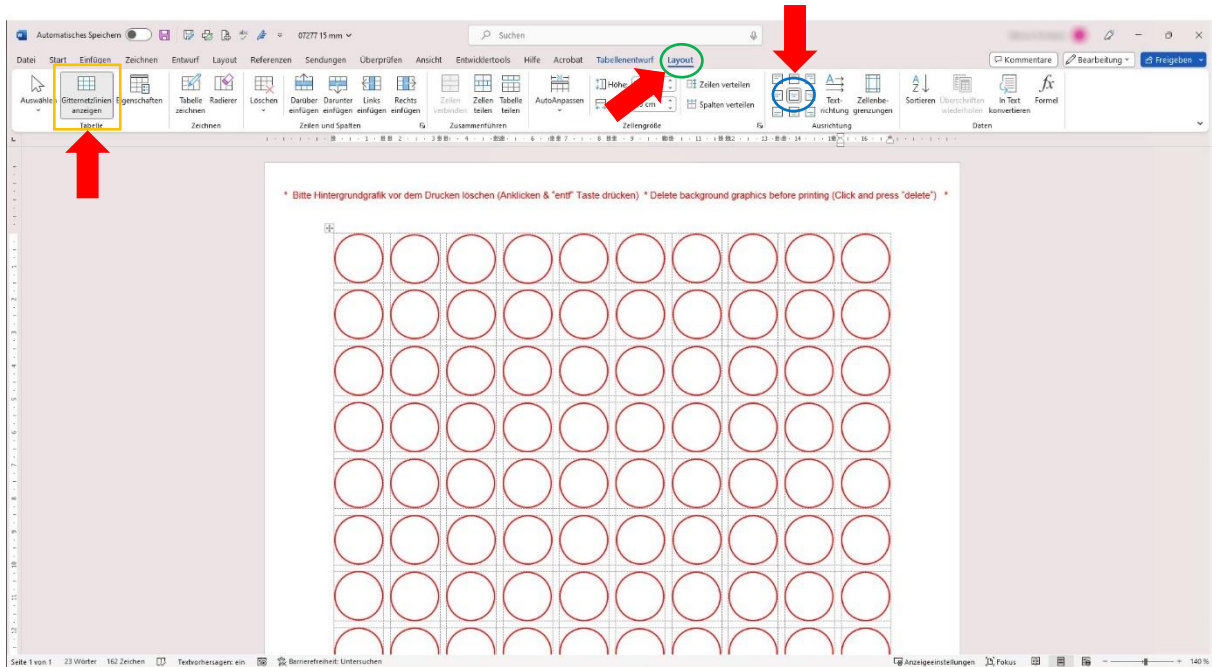 Automatisches Speichern 07277 15 mm Suchen
Datei Start Einfügen Zeichnen Entwurf Layout Referenzen Sendungen Überprüfen Ansicht Entwicklertools Hilfe Acrobat Tabellenentwurf Layout Kommentare Bearbeitung Freigeben
Auswählen Gitternetzlinien anzeigen Eigenschaften Tabelle zeichnen Radierer Löschen Darüber einfügen Darunter einfügen Links einfügen Rechts einfügen Zellen verbinden Zellen teilen Tabelle teilen AutoAnpassen Höhe: cm Zeilen verteilen Spalten verteilen Text-richtung Zellenbe-grenzungen Sortieren Überschriften wiederholen In Text konvertieren Formel
Tabelle Zeichnen Zeilen und Spalten Zusammenführen Zellengröße Ausrichtung Daten
* Bitte Hintergrundgrafik vor dem Drucken löschen (Anklicken & "entf" Taste drücken) * Delete background graphics before printing (Click and press "delete") *
Seite 1 von 1 23 Wörter 162 Zeichen Textvorhersagen: ein Barrierefreiheit: Untersuchen Anzeigeeinstellungen Fokus 140 %